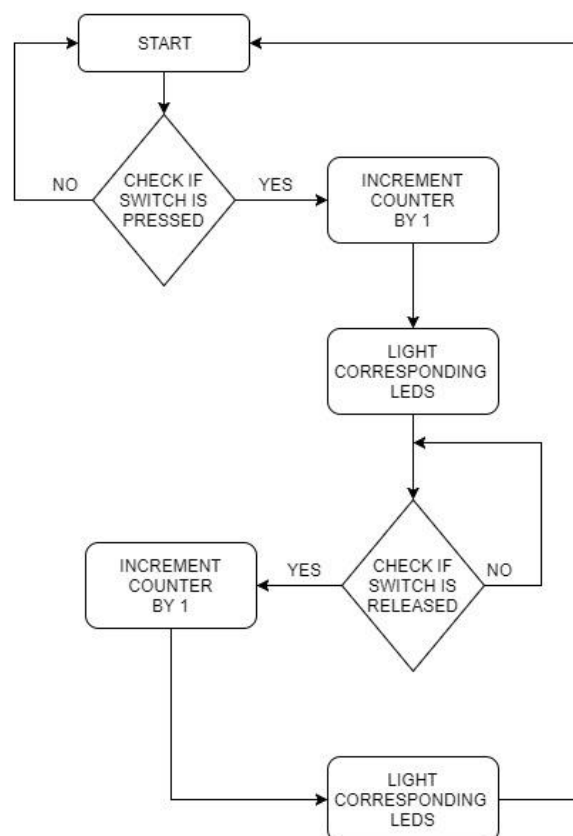 START
CHECK IF
SWITCH IS
PRESSED
NO
YES
INCREMENT
COUNTER
BY 1
LIGHT
CORRESPONDING
LEDS
CHECK IF
SWITCH IS
RELEASED
NO
YES
INCREMENT
COUNTER
BY 1
LIGHT
CORRESPONDING
LEDS